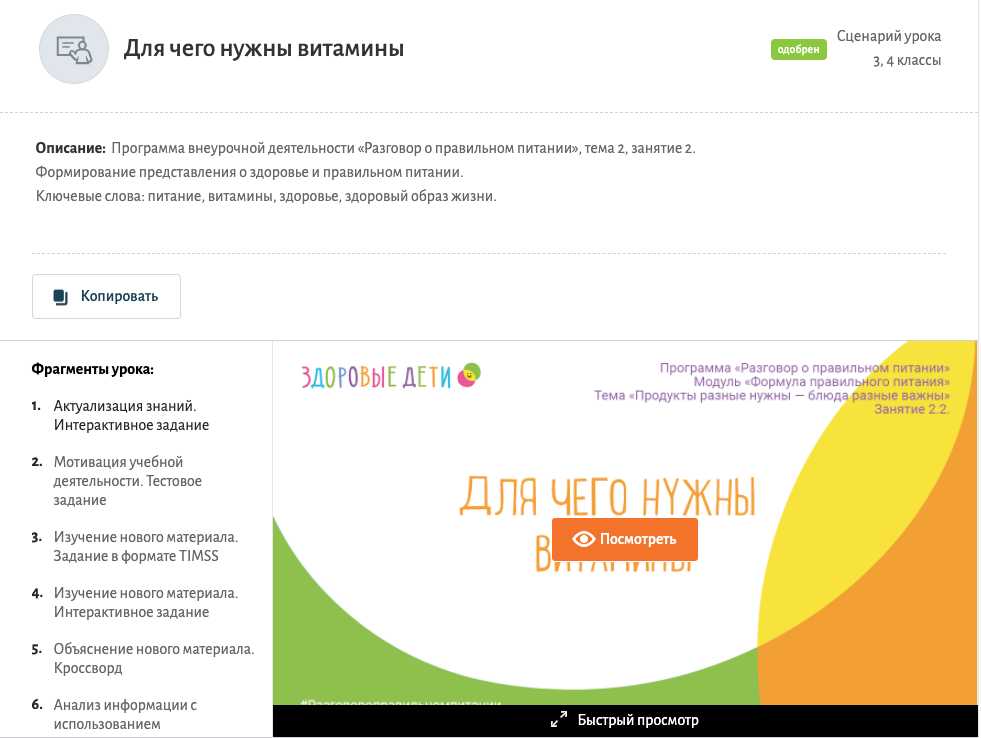 Для чего нужны витамины
одобрен
Сценарий урока
3, 4 классы
Описание: Программа внеурочной деятельности «Разговор о правильном питании», тема 2, занятие 2.
Формирование представления о здоровье и правильном питании.
Ключевые слова: питание, витамины, здоровье, здоровый образ жизни.
Копировать
Фрагменты урока:
1. Актуализация знаний.
Интерактивное задание
2. Мотивация учебной
деятельности. Тестовое
задание
3. Изучение нового материала.
Задание в формате TIMSS
4. Изучение нового материала.
Интерактивное задание
5. Объяснение нового материала.
Кроссворд
6. Анализ информации с
использованием
ЗДОРОВЫЕ ДЕТИ
Программа «Разговор о правильном питании»
Модуль «Формула правильного питания»
Тема «Продукты разные нужны — блюда разные важны»
Занятие 2.2.
ДЛЯ ЧЕГО НУЖНЫ
ВИТАМИНЫ
Посмотреть
#Разговороправильномпитании
Быстрый просмотр